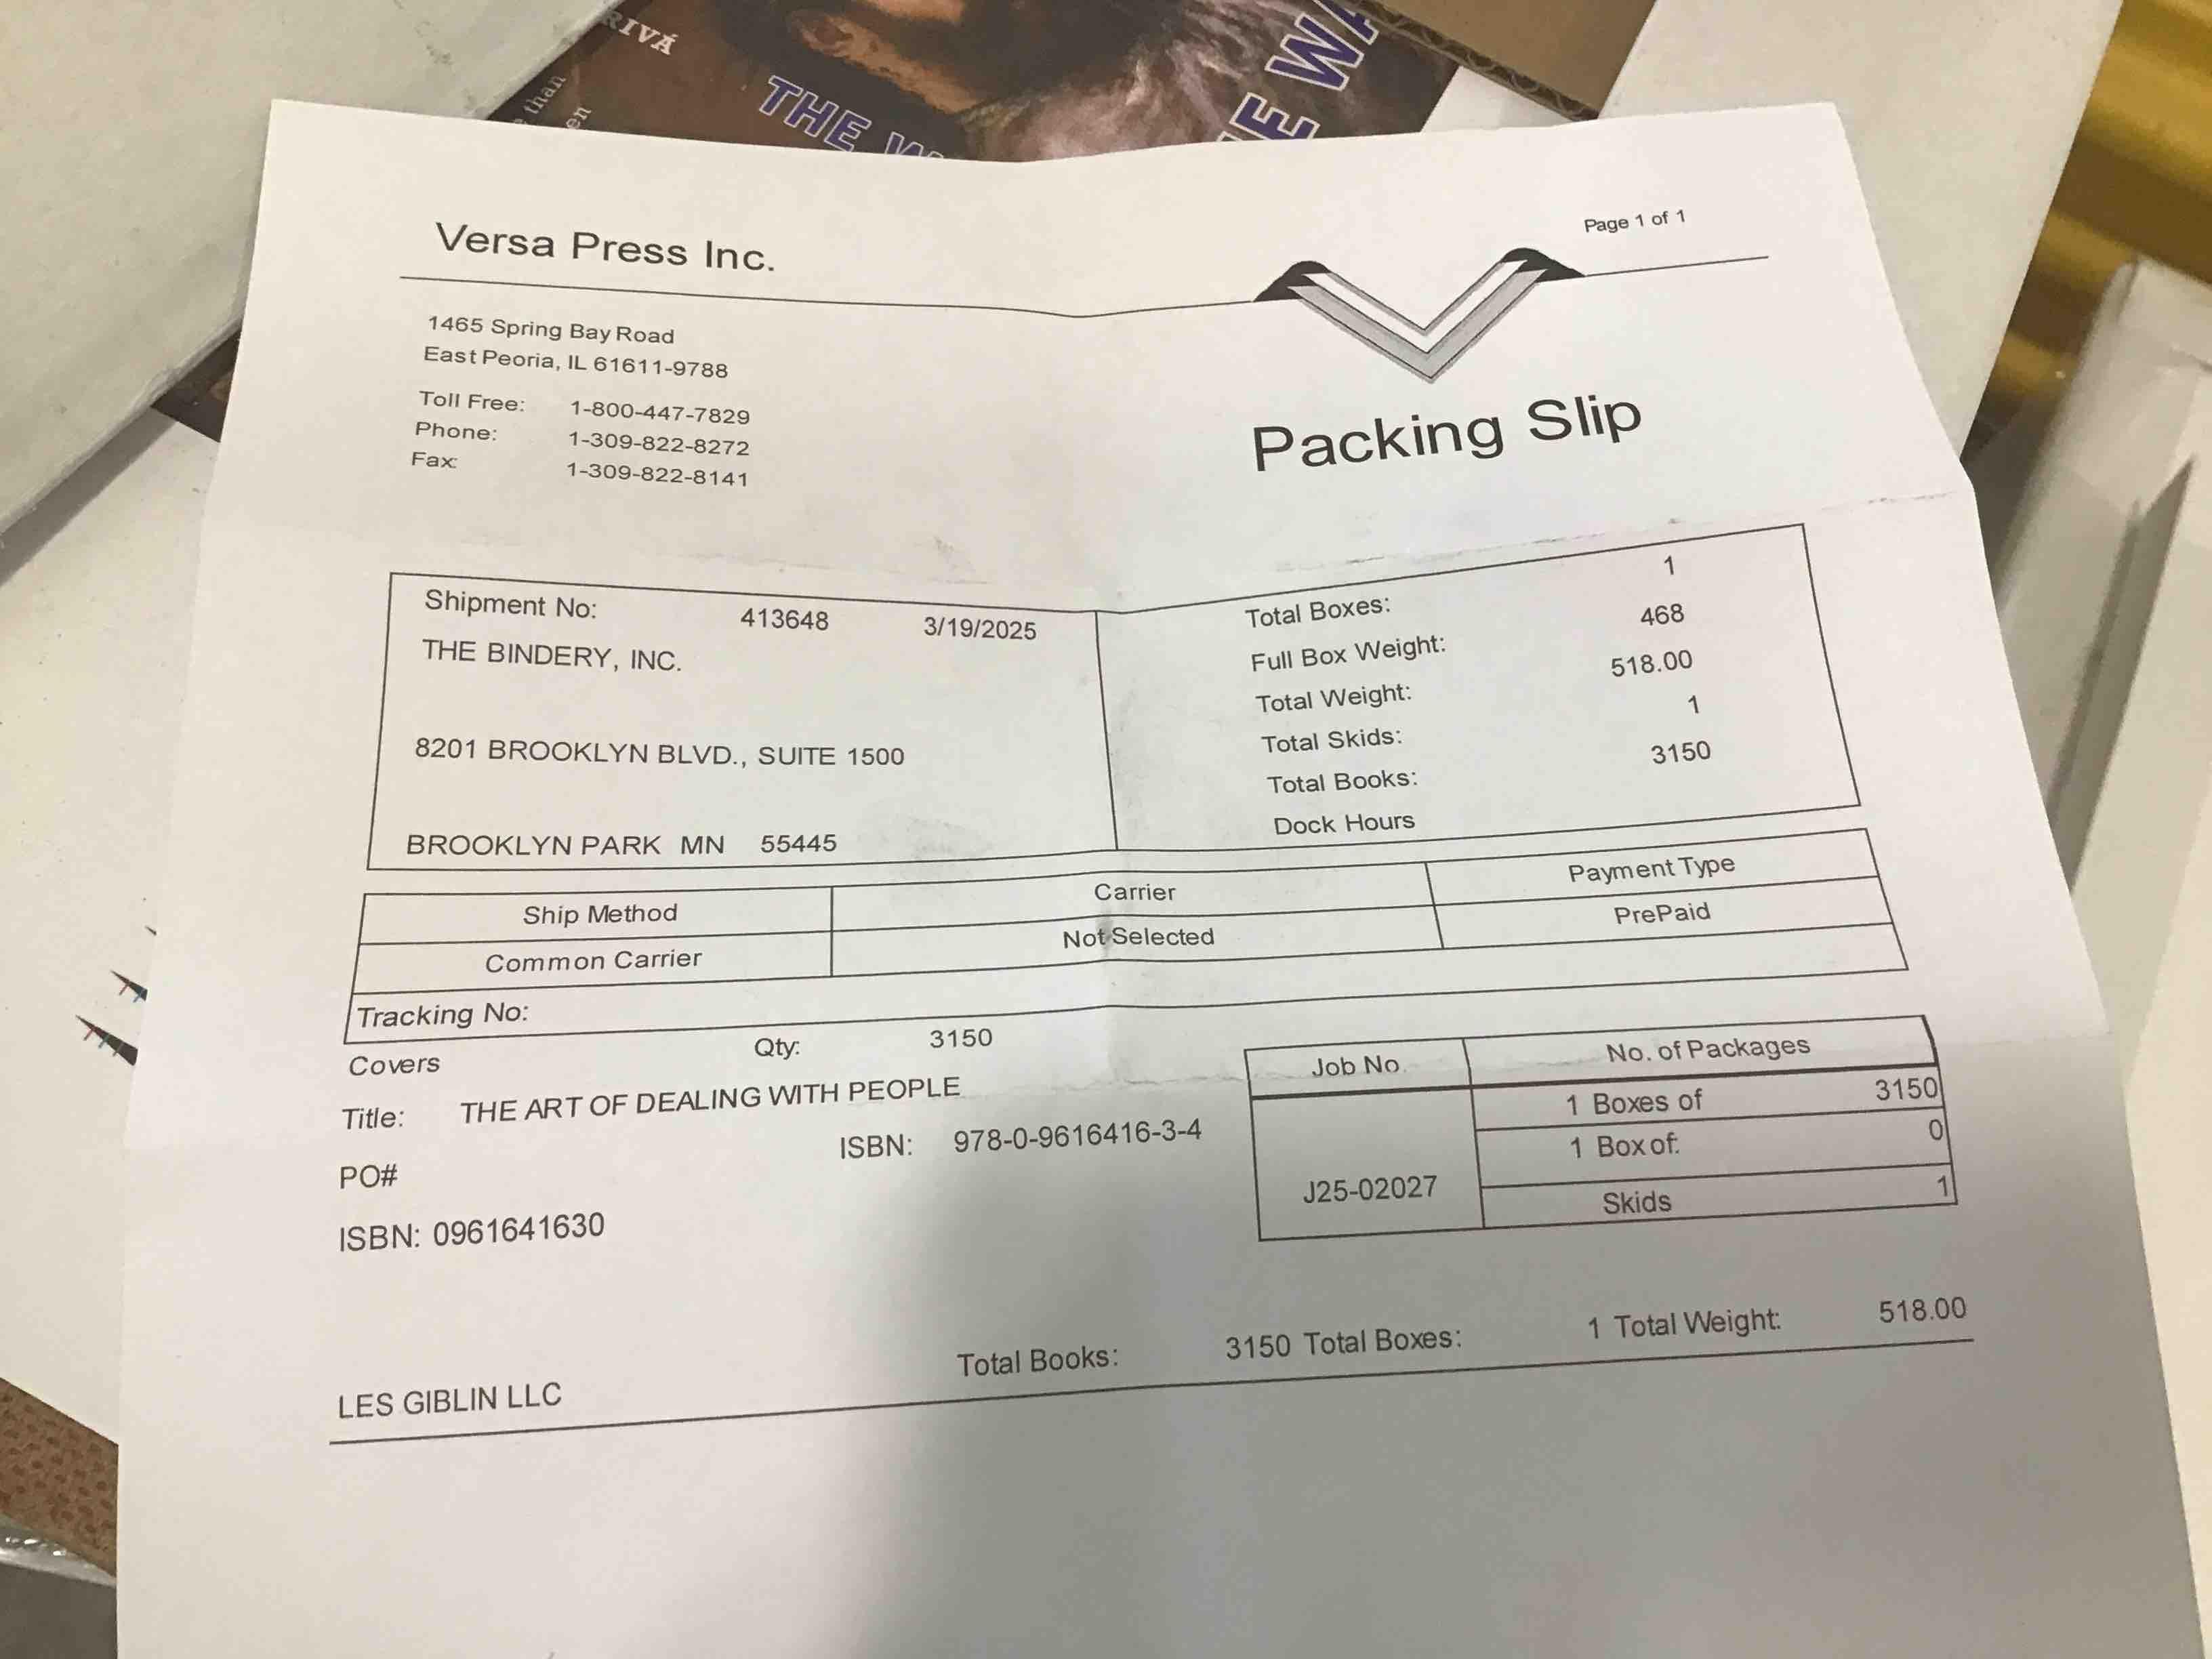 RIVÁ
than
en
THE W
E WA
Page 1 of 1
Versa Press Inc.
1465 Spring Bay Road
East Peoria, IL 61611-9788
Toll Free: 1-800-447-7829
Phone: 1-309-822-8272
Fax: 1-309-822-8141
Packing Slip
Shipment No: 413648 3/19/2025
THE BINDERY, INC.
8201 BROOKLYN BLVD., SUITE 1500
BROOKLYN PARK MN 55445
Total Boxes: 1
Full Box Weight: 468
Total Weight: 518.00
Total Skids: 1
Total Books: 3150
Dock Hours
Ship Method Carrier Payment Type
Common Carrier Not Selected PrePaid
Tracking No:
Covers Qty: 3150
Title: THE ART OF DEALING WITH PEOPLE
ISBN: 978-0-9616416-3-4
PO#
ISBN: 0961641630
Job No. No. of Packages
J25-02027
1 Boxes of 3150
1 Box of: 0
Skids 1
Total Books: 3150 Total Boxes: 1 Total Weight: 518.00
LES GIBLIN LLC